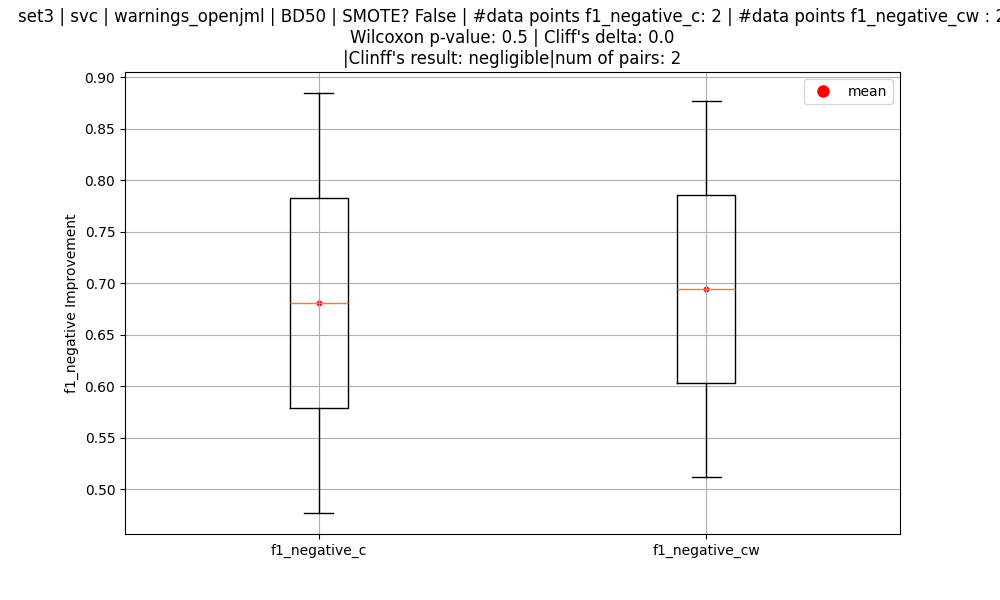 set3 | svc | warnings_openjml | BD50 | SMOTE? False | #data points f1_negative_c: 2 | #data points f1_negative_cw : 2
Wilcoxon p-value: 0.5 | Cliff's delta: 0.0
|Clinff's result: negligible|num of pairs: 2
mean
0.90
0.85
0.80
0.75
0.70
0.65
0.60
0.55
0.50
f1_negative Improvement
f1_negative_c
f1_negative_cw